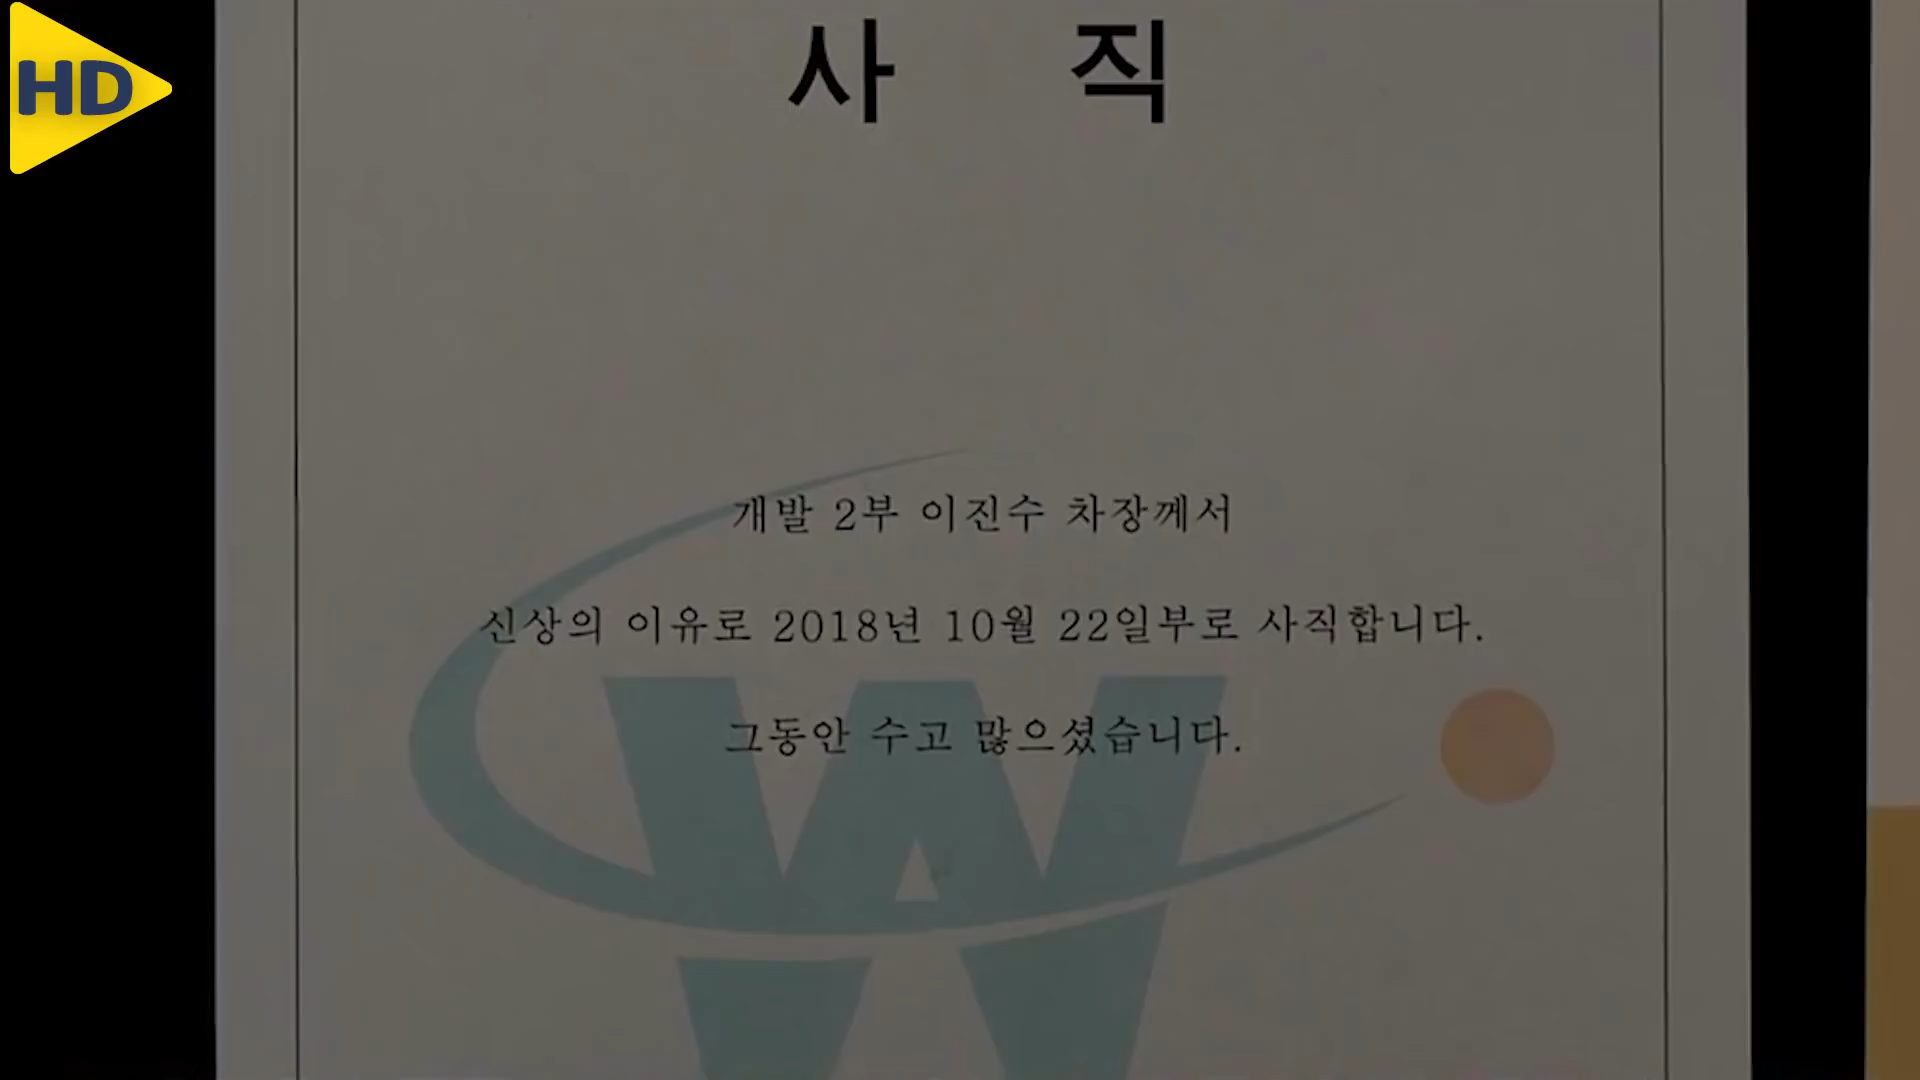 HD
사 직
개발 2부 이진수 차장께서
신상의 이유로 2018년 10월 22일부로 사직합니다.
그동안 수고 많으셨습니다.
W